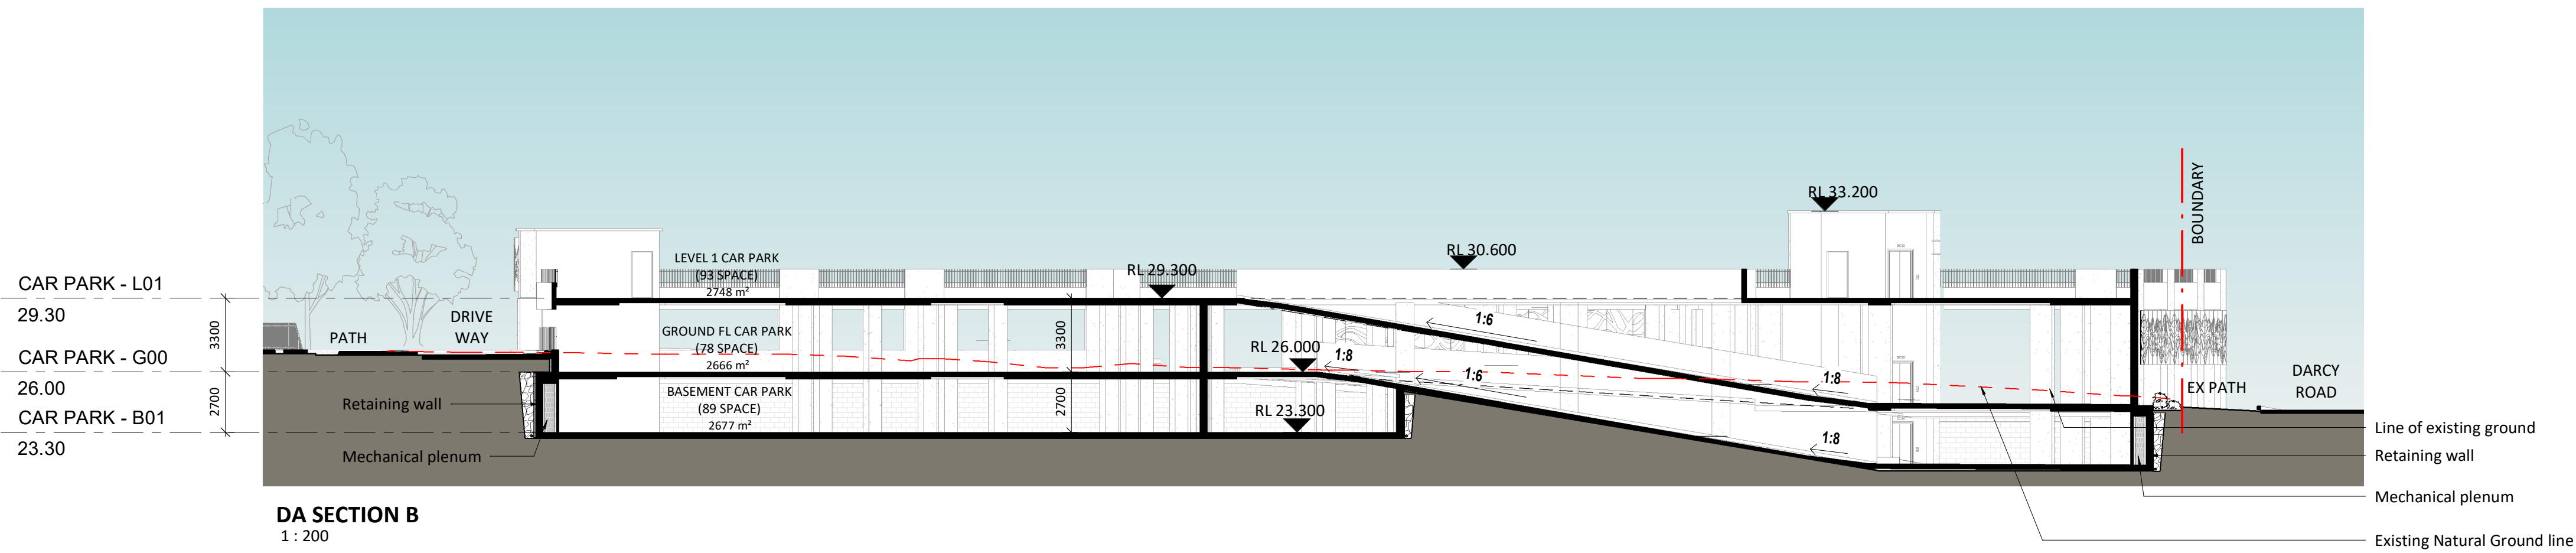 RL 33.200
BOUNDARY
RL 30.600
LEVEL 1 CAR PARK
(93 SPACE)
2748 m²
RL 29.300
CAR PARK - L01
29.30
3300
PATH
DRIVE
WAY
GROUND FL CAR PARK
(78 SPACE)
2666 m²
3300
1:6
RL 26.000
1:8
1:6
1:8
CAR PARK - G00
26.00
2700
BASEMENT CAR PARK
(89 SPACE)
2677 m²
2700
RL 23.300
1:8
EX PATH
DARCY
ROAD
Retaining wall
Mechanical plenum
CAR PARK - B01
23.30
Line of existing ground
Retaining wall
Mechanical plenum
Existing Natural Ground line
DA SECTION B
1 : 200